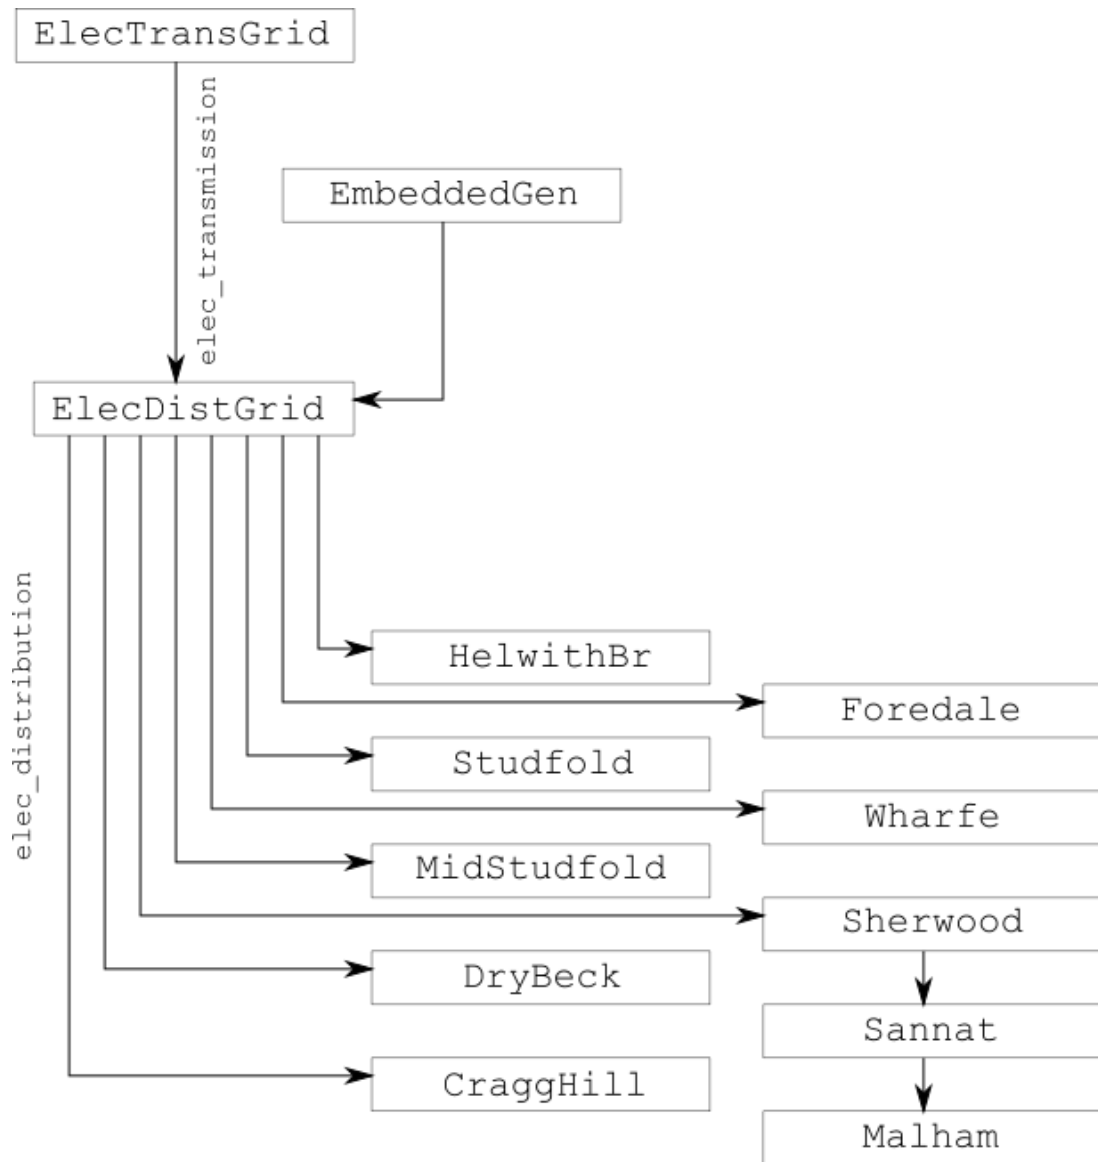 ElecTransGrid
elec_transmission
EmbeddedGen
ElecDistGrid
elec_distribution
HelwithBr
Foredale
Studfold
Wharfe
MidStudfold
Sherwood
DryBeck
Sannat
CraggHill
Malham